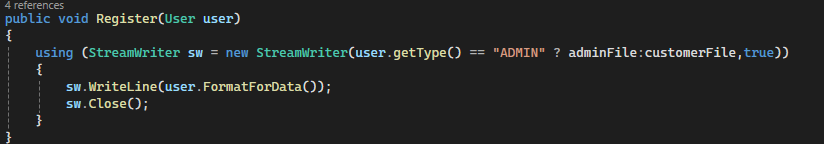 4 references
public void Register(User user)
{
using (StreamWriter sw = new StreamWriter(user.getType() == "ADMIN" ? adminFile:customerFile,true))
{
sw.WriteLine(user.FormatForData());
sw.Close();
}
}